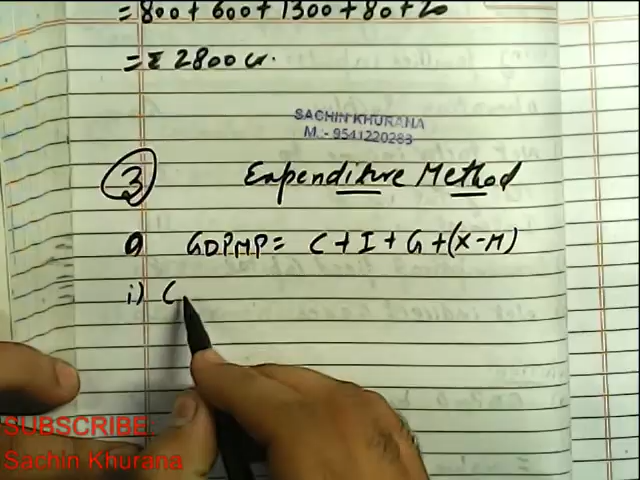 = 800 + 600 + 1300 + 80 + 20
= ₹ 2800 Cr.
SACHIN KHURANA
M.:- 9541220283
3 Expenditure Method
GDPMP = C + I + G + (X-M)
i) C
SUBSCRIBE
Sachin Khurana